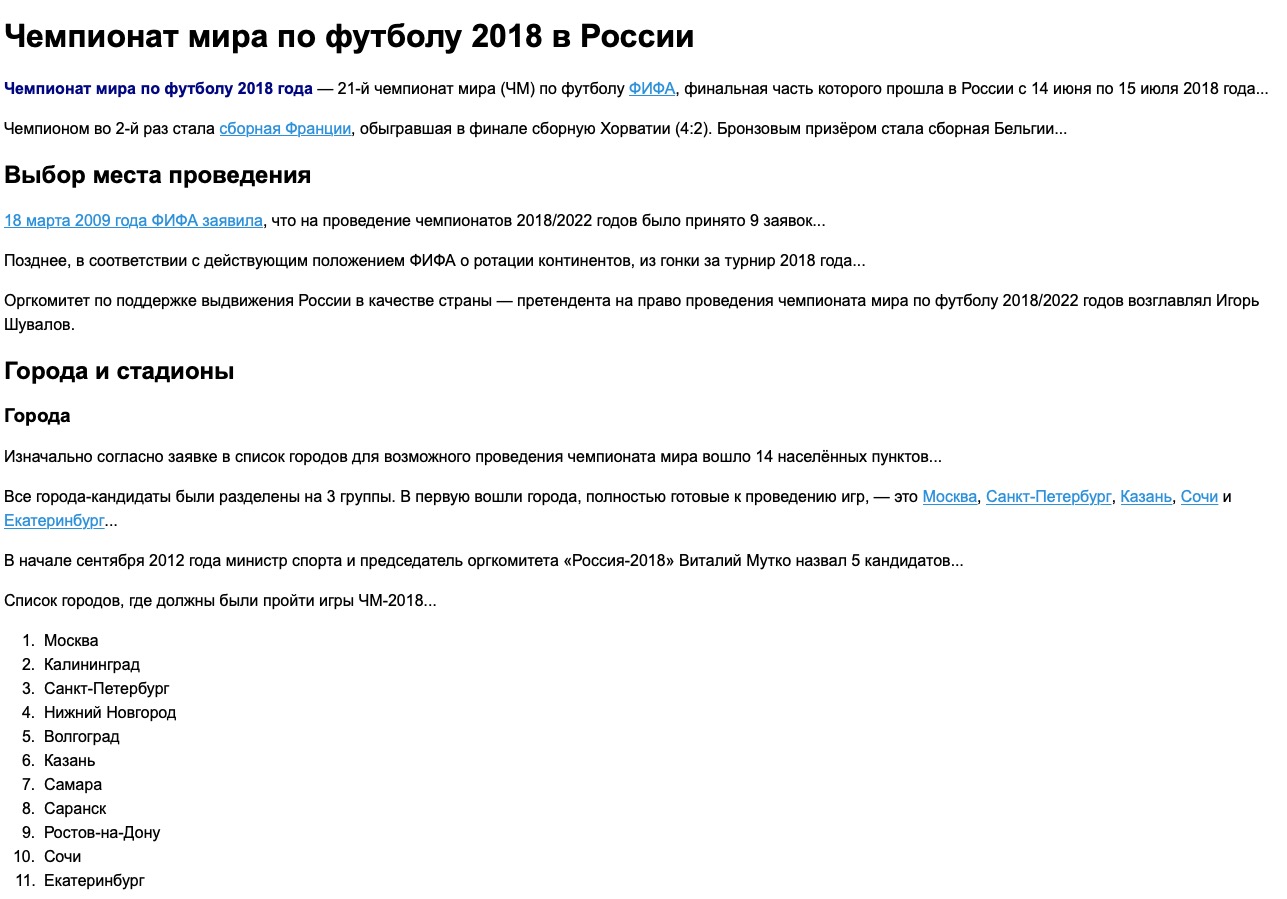 Чемпионат мира по футболу 2018 в России
Чемпионат мира по футболу 2018 года — 21-й чемпионат мира (ЧМ) по футболу ФИФА, финальная часть которого прошла в России с 14 июня по 15 июля 2018 года...
Чемпионом во 2-й раз стала сборная Франции, обыгравшая в финале сборную Хорватии (4:2). Бронзовым призёром стала сборная Бельгии...
Выбор места проведения
18 марта 2009 года ФИФА заявила, что на проведение чемпионатов 2018/2022 годов было принято 9 заявок...
Позднее, в соответствии с действующим положением ФИФА о ротации континентов, из гонки за турнир 2018 года...
Оргкомитет по поддержке выдвижения России в качестве страны — претендента на право проведения чемпионата мира по футболу 2018/2022 годов возглавлял Игорь
Шувалов.
Города и стадионы
Города
Изначально согласно заявке в список городов для возможного проведения чемпионата мира вошло 14 населённых пунктов...
Все города-кандидаты были разделены на 3 группы. В первую вошли города, полностью готовые к проведению игр, — это Москва, Санкт-Петербург, Казань, Сочи и
Екатеринбург...
В начале сентября 2012 года министр спорта и председатель оргкомитета «Россия-2018» Виталий Мутко назвал 5 кандидатов...
Список городов, где должны были пройти игры ЧМ-2018...
1. Москва
2. Калининград
3. Санкт-Петербург
4. Нижний Новгород
5. Волгоград
6. Казань
7. Самара
8. Саранск
9. Ростов-на-Дону
10. Сочи
11. Екатеринбург